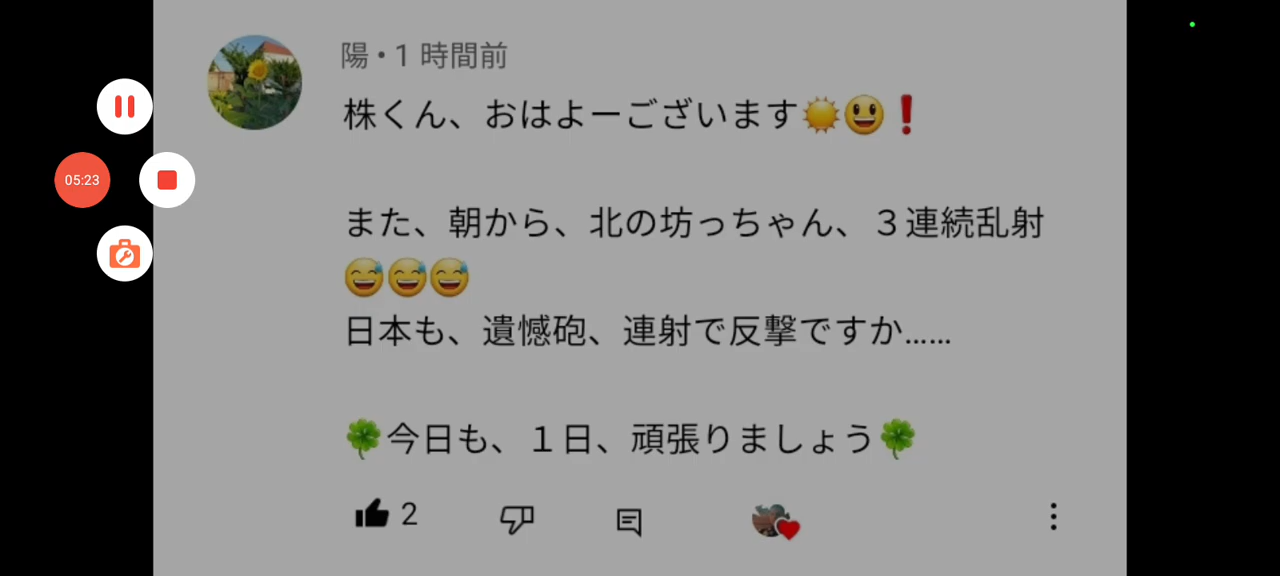 陽・1 時間前
株くん、おはよーございます☀️😃❗
また、朝から、北の坊っちゃん、３連続乱射
😅😅😅
日本も、遺憾砲、連射で反撃ですか……
🍀今日も、１日、頑張りましょう🍀
2
05:23